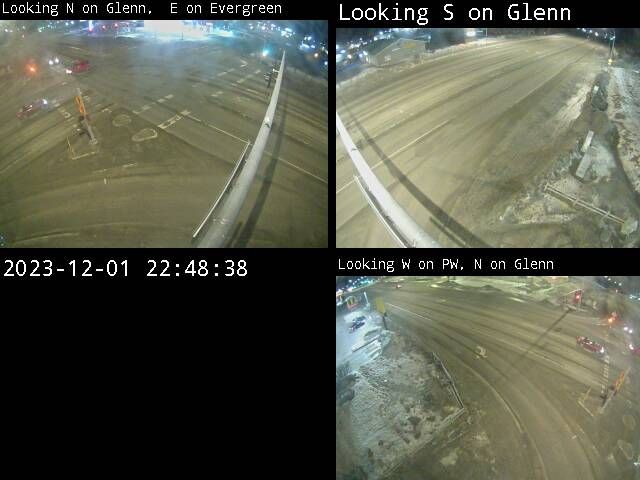 Looking N on Glenn,  E on Evergreen
Looking S on Glenn
2023-12-01 22:48:38
Looking W on PW, N on Glenn